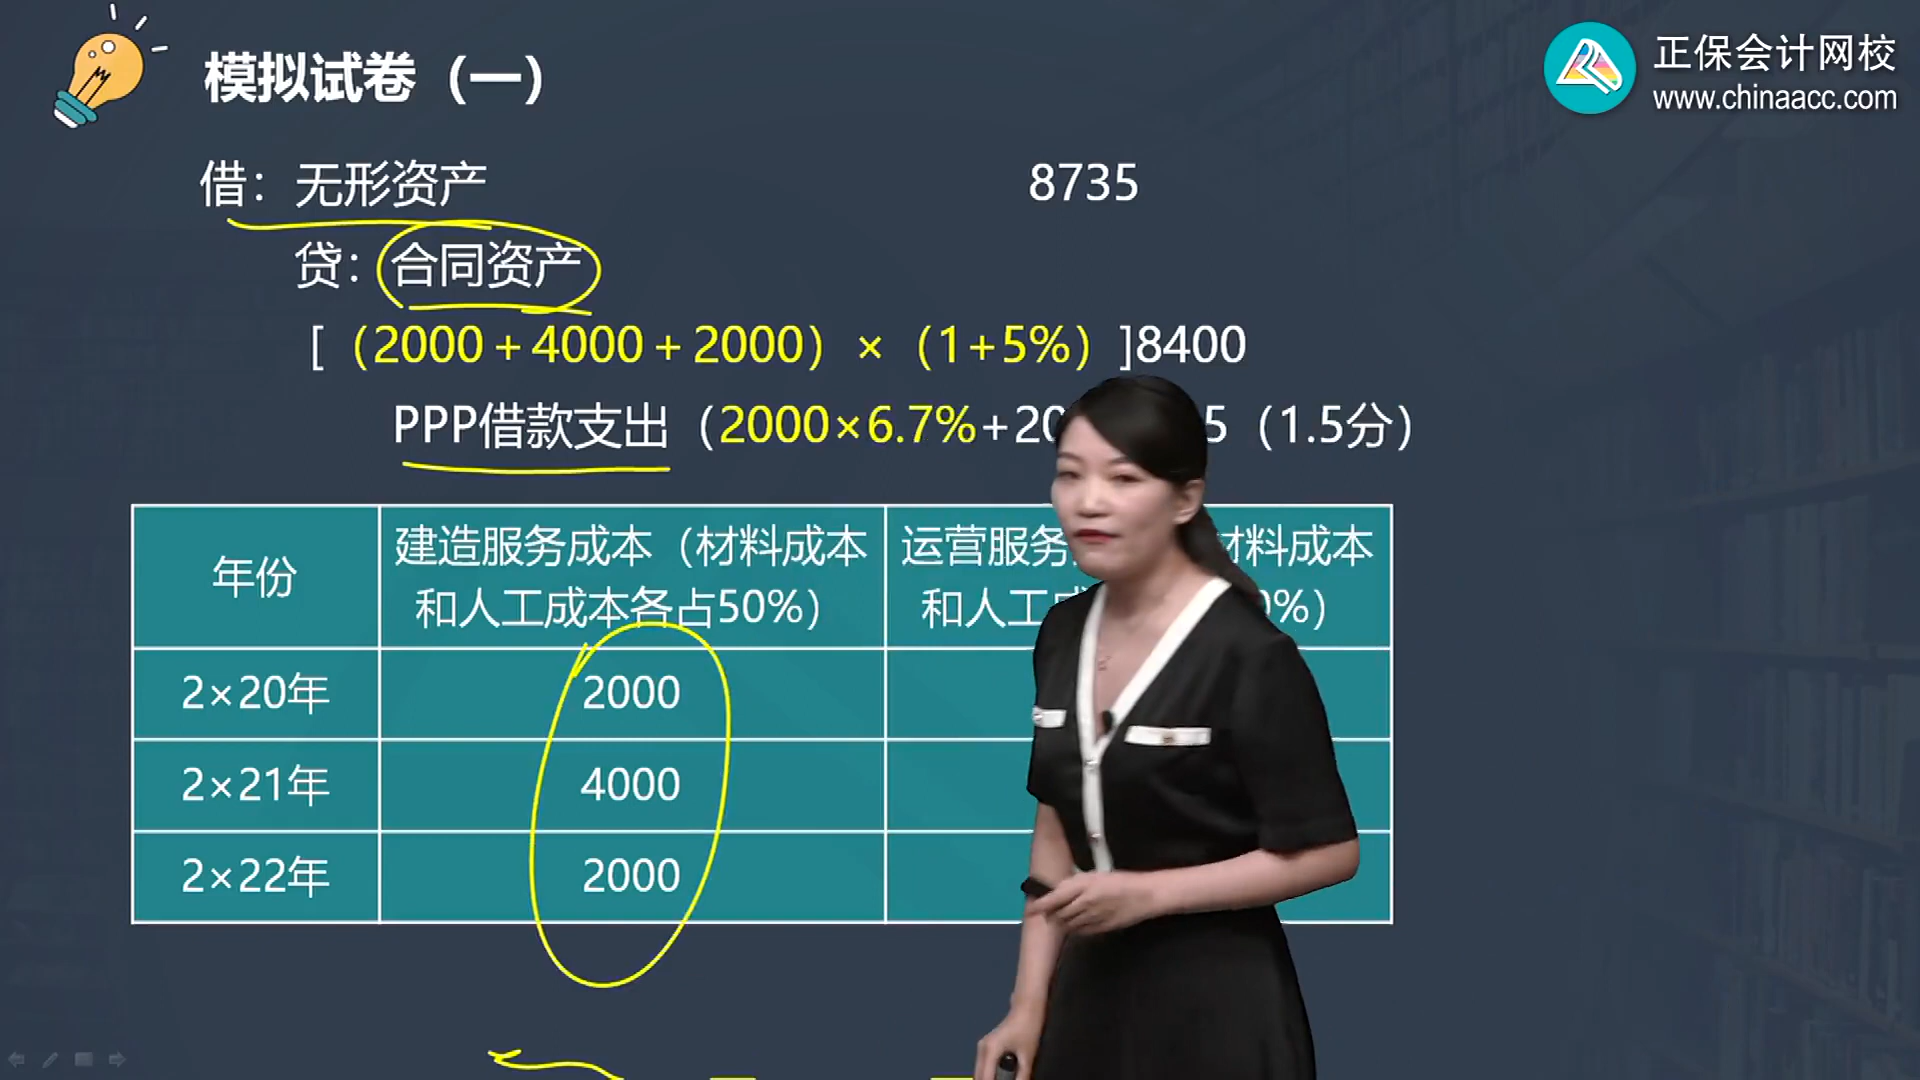 模拟试卷（一）
正保会计网校
www.chinaacc.com
借：无形资产 8735
贷：合同资产
[（2000＋4000＋2000）×（1+5%）]8400
PPP借款支出（2000×6.7%+20 5（1.5分）
年份 建造服务成本（材料成本和人工成本各占50%） 运营服务 材料成本
和人工 0%）
2×20年 2000
2×21年 4000
2×22年 2000